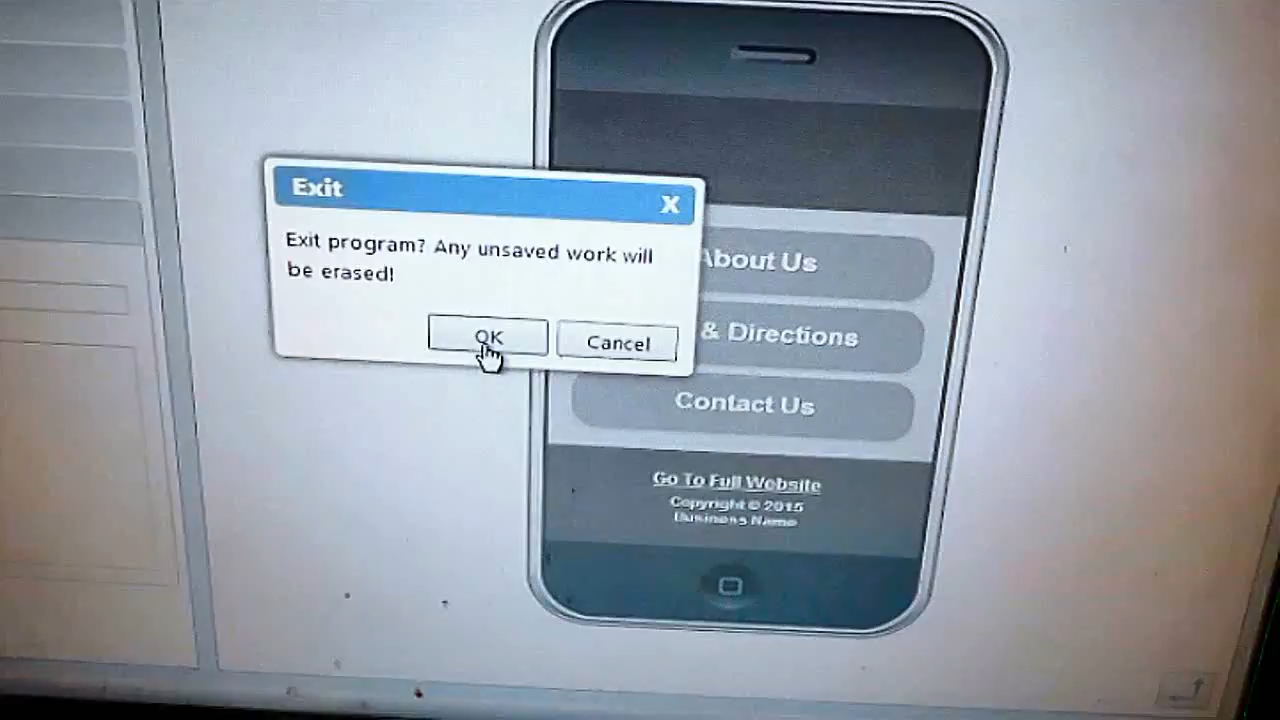 Exit
X
Exit program? Any unsaved work will
be erased!
OK
Cancel
About Us
& Directions
Contact Us
Go To Full Website
Copyright © 2015
Business Name